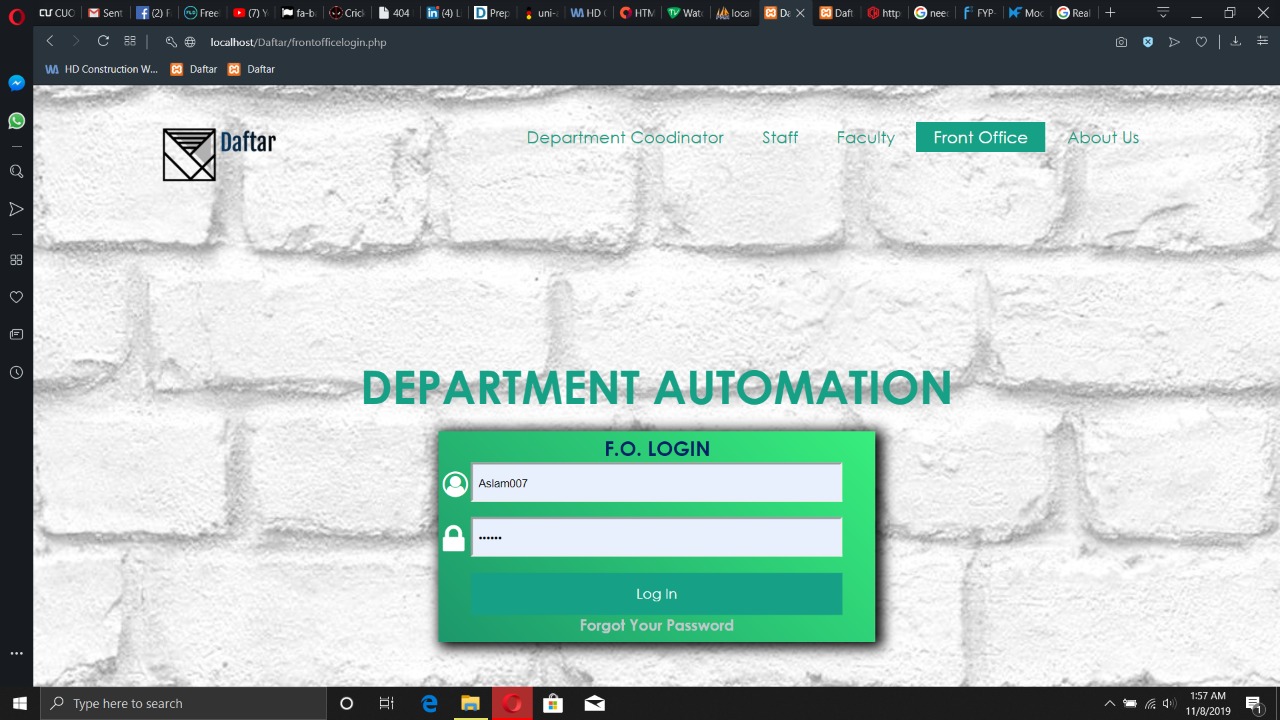 CUC
Sent
(2) F
Free
fa-b
Crick
404
(4) L
Prep
uni-
HD C
HTM
Wat
local
Da
Daft
http
need
FYP-
Moc
Real
localhost/Daftar/frontofficelogin.php
HD Construction W...
Daftar
Daftar
Daftar
Department Coodinator
Staff
Faculty
Front Office
About Us
DEPARTMENT AUTOMATION
F.O. LOGIN
Aslam007
••••••
Log In
Forgot Your Password
Type here to search
1:57 AM
11/8/2019